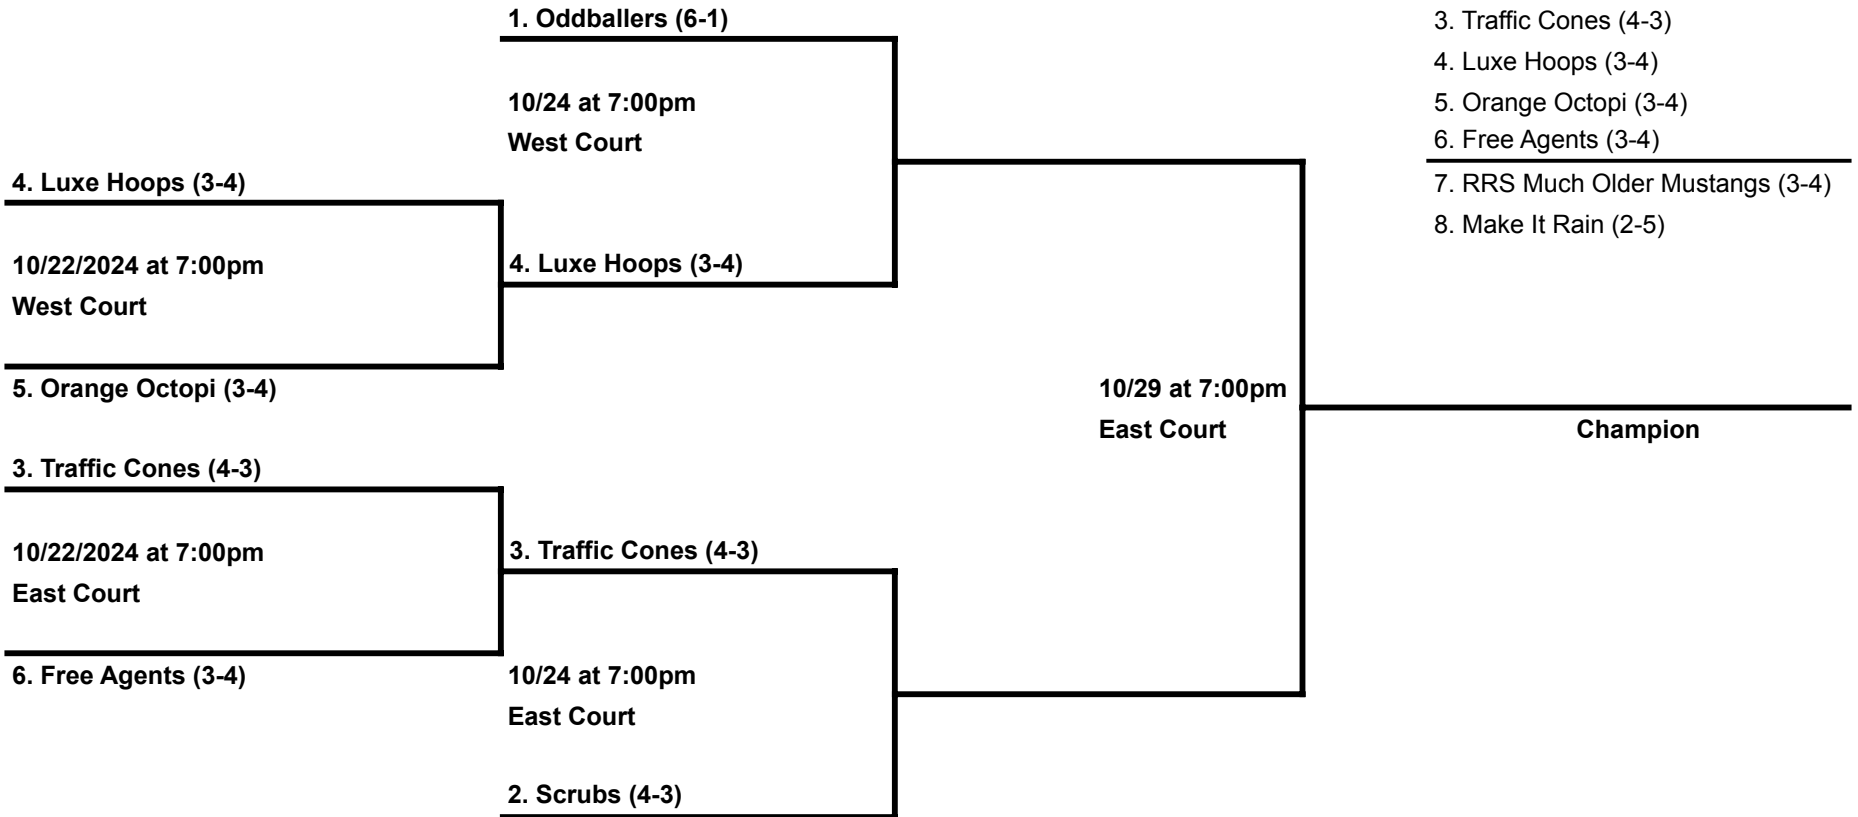 1. Oddballers (6-1)
10/24 at 7:00pm
West Court
4. Luxe Hoops (3-4)
10/22/2024 at 7:00pm
West Court
4. Luxe Hoops (3-4)
5. Orange Octopi (3-4)
10/29 at 7:00pm
East Court
Champion
3. Traffic Cones (4-3)
10/22/2024 at 7:00pm
East Court
3. Traffic Cones (4-3)
6. Free Agents (3-4)
10/24 at 7:00pm
East Court
2. Scrubs (4-3)
3. Traffic Cones (4-3)
4. Luxe Hoops (3-4)
5. Orange Octopi (3-4)
6. Free Agents (3-4)
7. RRS Much Older Mustangs (3-4)
8. Make It Rain (2-5)